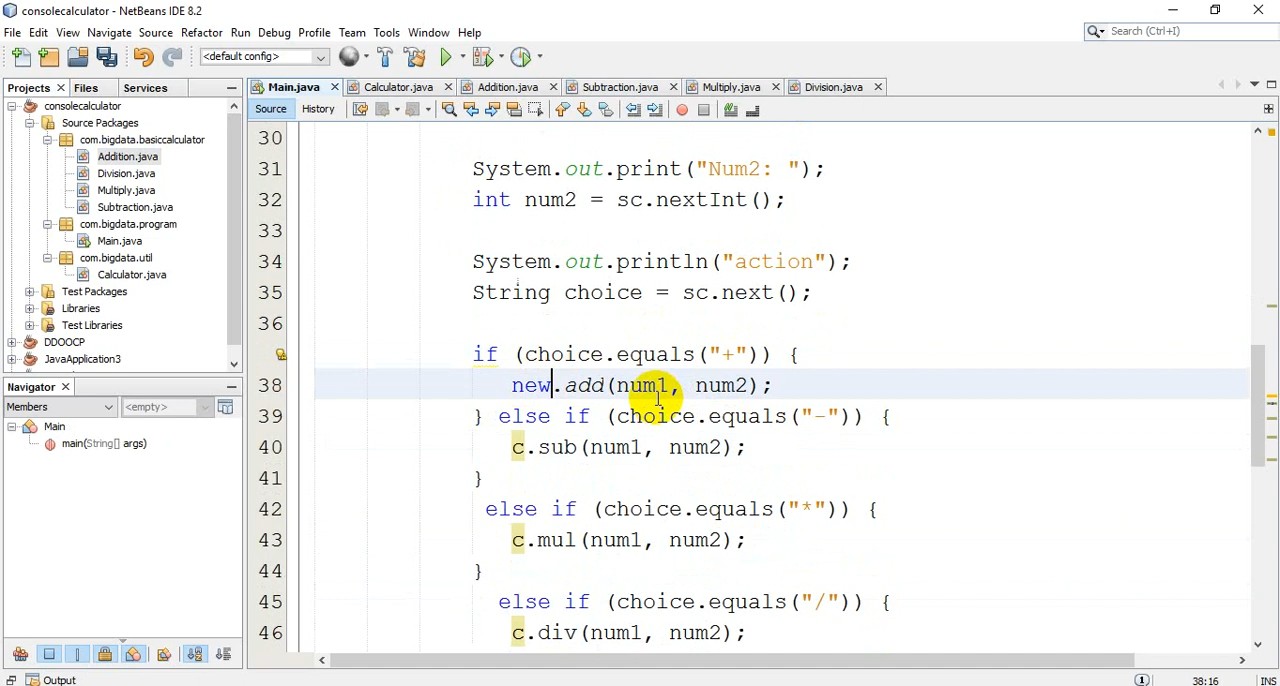 consolecalculator - NetBeans IDE 8.2
File Edit View Navigate Source Refactor Run Debug Profile Team Tools Window Help
Search (Ctrl+I)
<default config>
Projects Files Services
Main.java Calculator.java Addition.java Subtraction.java Multiply.java Division.java
Source History
consolecalculator
Source Packages
com.bigdata.basiccalculator
Addition.java
Division.java
Multiply.java
Subtraction.java
com.bigdata.program
Main.java
com.bigdata.util
Calculator.java
Test Packages
Libraries
Test Libraries
DDOOCP
JavaApplication3
Navigator
Members <empty>
Main
main(String[] args)
30
31 System.out.print("Num2: ");
32 int num2 = sc.nextInt();
33
34 System.out.println("action");
35 String choice = sc.next();
36
if (choice.equals("+")) {
38 new.add(num1, num2);
39 } else if (choice.equals("-")) {
40 c.sub(num1, num2);
41 }
42 else if (choice.equals("*")) {
43 c.mul(num1, num2);
44 }
45 else if (choice.equals("/")) {
46 c.div(num1, num2);
Output
1 38:16 INS